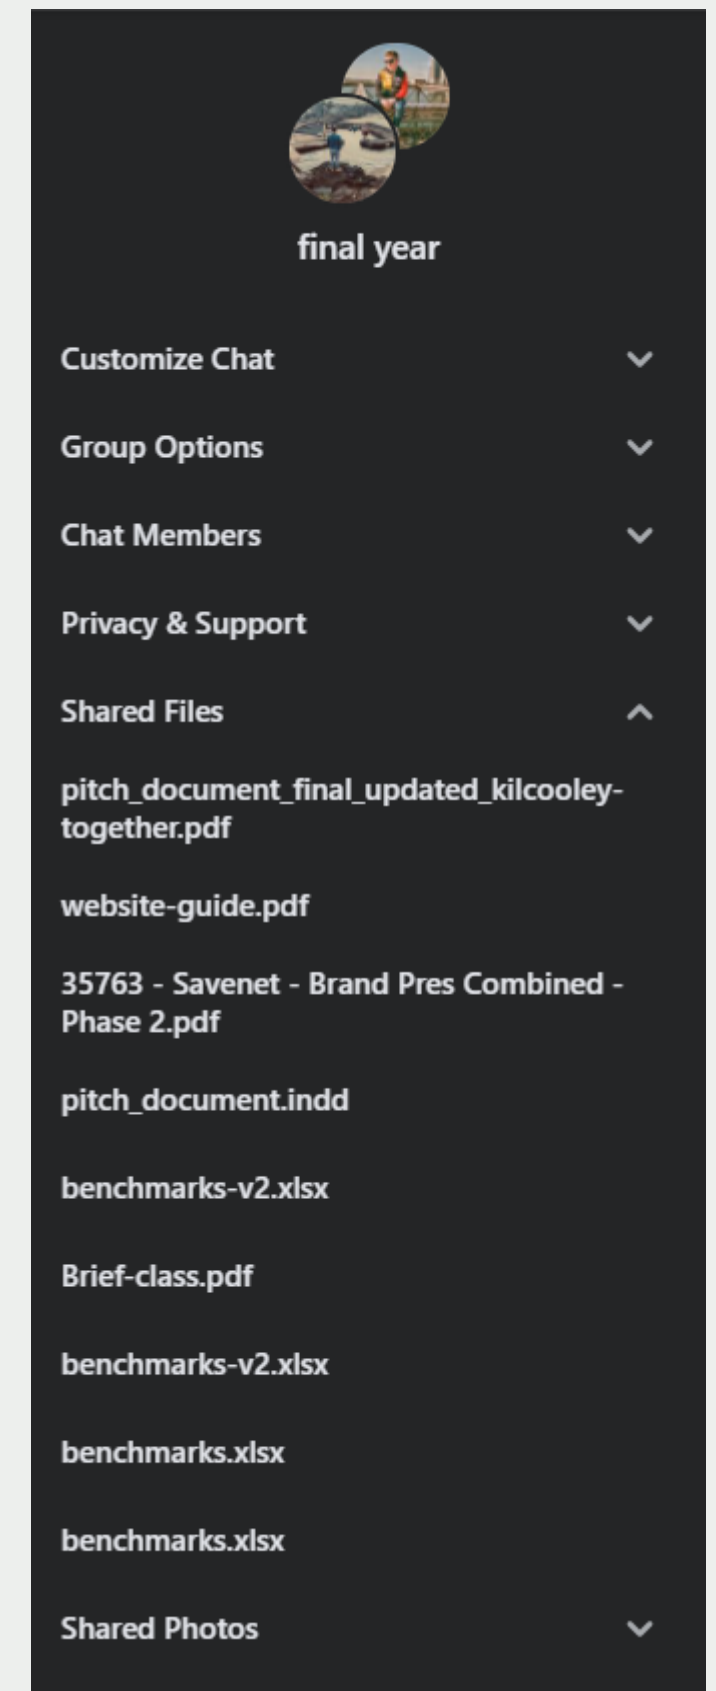 final year
Customize Chat
Group Options
Chat Members
Privacy & Support
Shared Files
pitch_document_final_updated_kilcooley-
together.pdf
website-guide.pdf
35763 - Savenet - Brand Pres Combined -
Phase 2.pdf
pitch_document.indd
benchmarks-v2.xlsx
Brief-class.pdf
benchmarks-v2.xlsx
benchmarks.xlsx
benchmarks.xlsx
Shared Photos